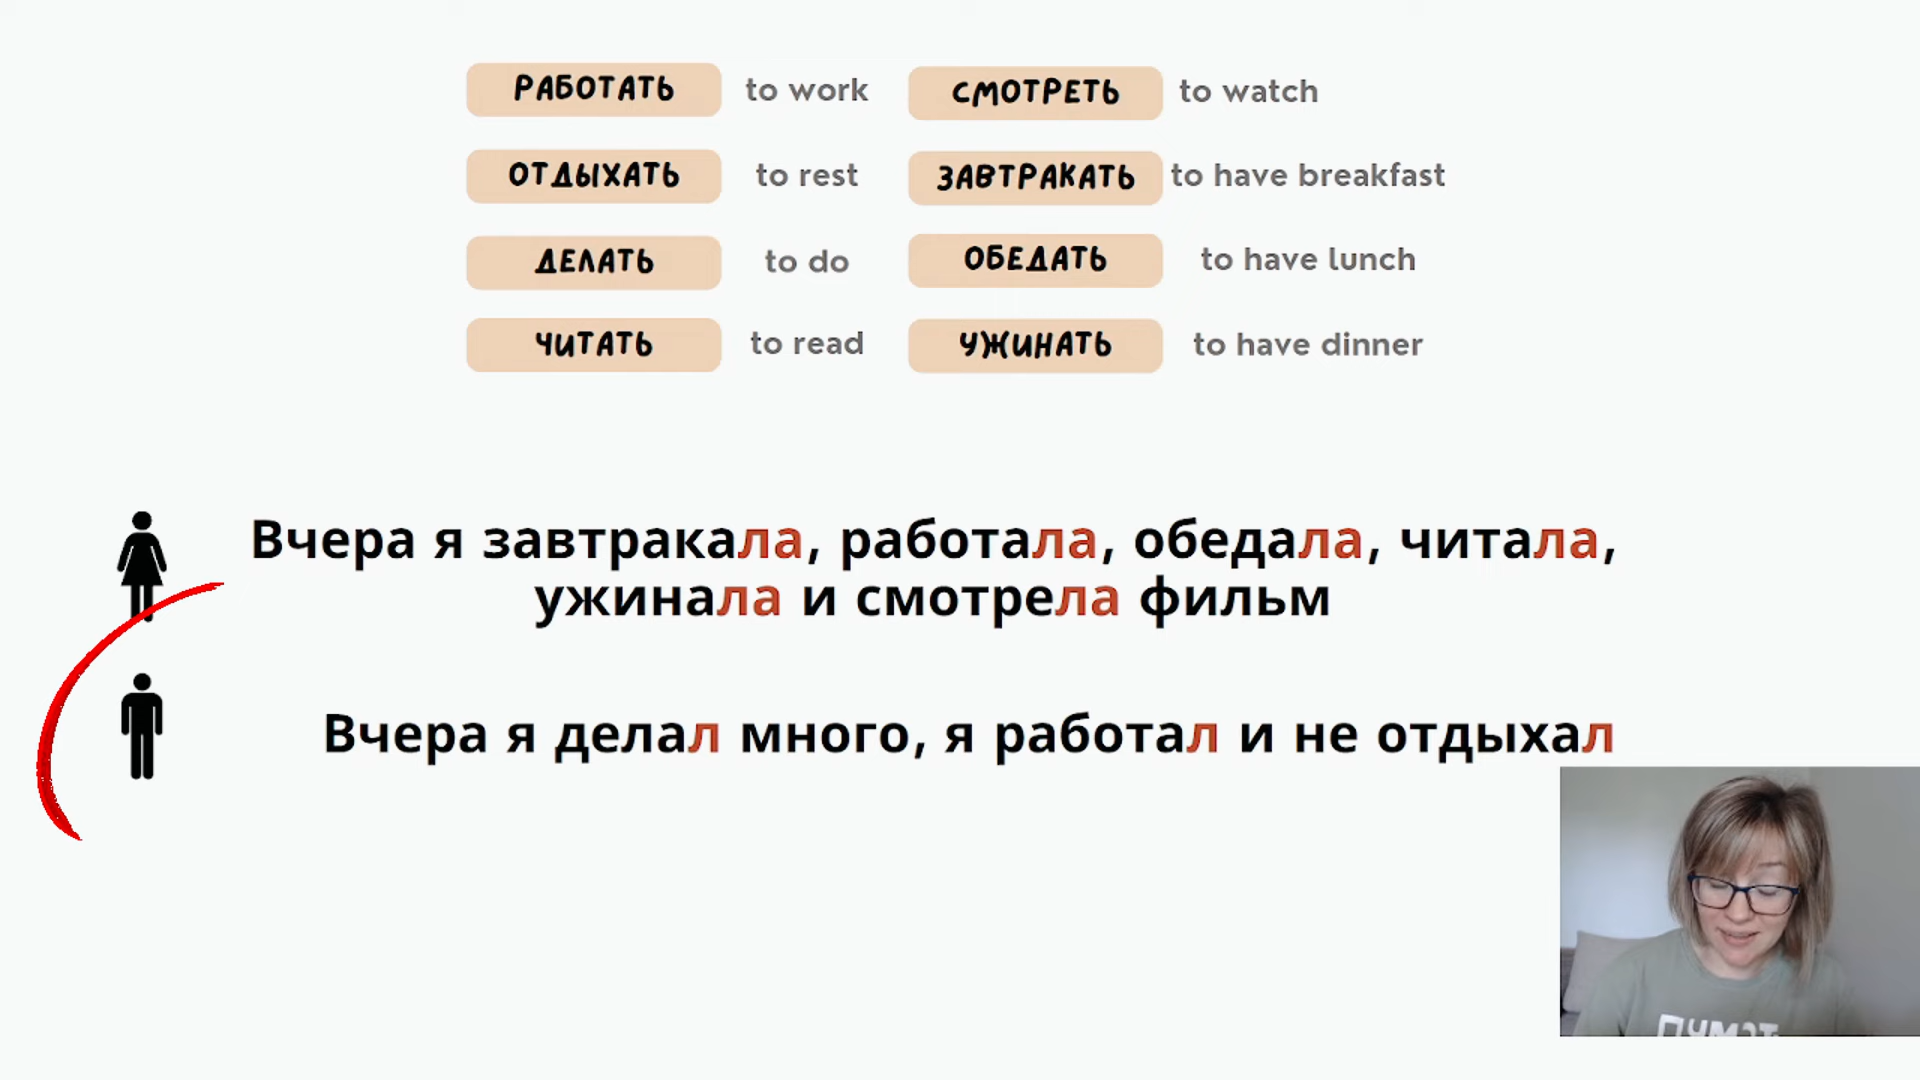 РАБОТАТЬ to work СМОТРЕТЬ to watch
ОТДЫХАТЬ to rest ЗАВТРАКАТЬ to have breakfast
ДЕЛАТЬ to do ОБЕДАТЬ to have lunch
ЧИТАТЬ to read УЖИНАТЬ to have dinner
Вчера я завтракала, работала, обедала, читала,
ужинала и смотрела фильм
Вчера я делал много, я работал и не отдыхал